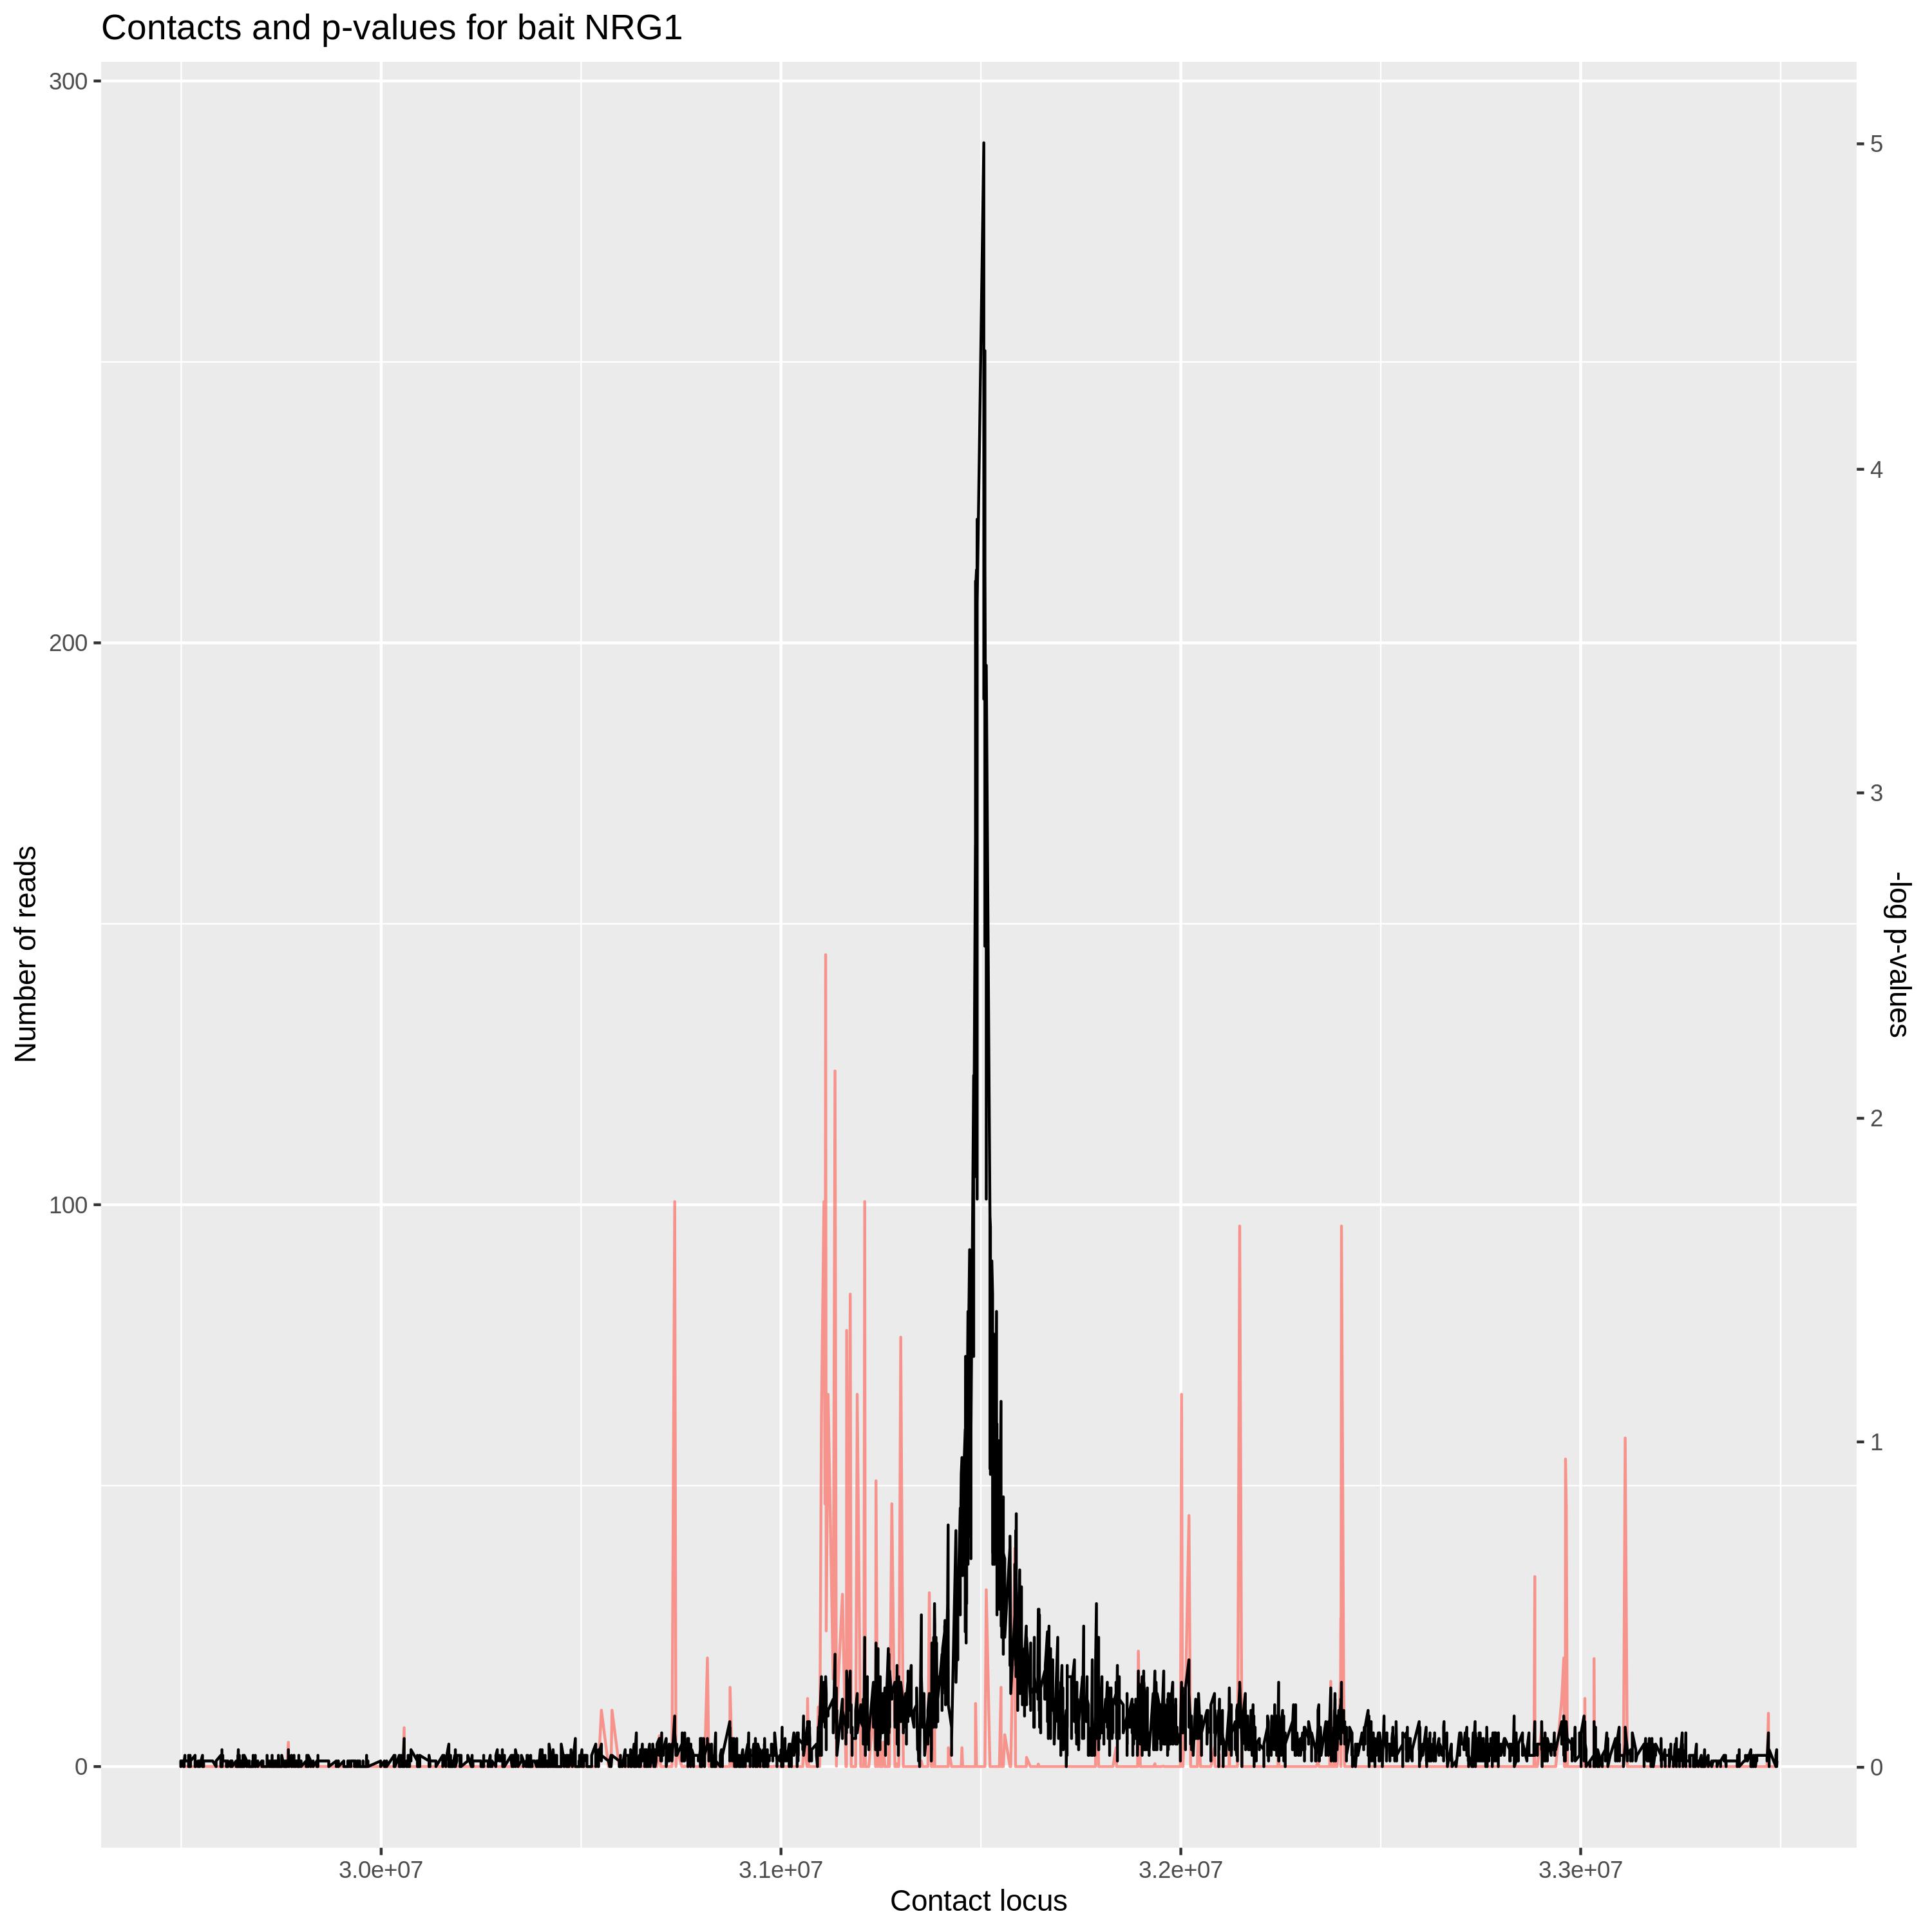 Contacts and p-values for bait NRG1
300
200
100
0
Number of reads
5
4
3
2
1
0
-log p-values
3.0e+07
3.1e+07
3.2e+07
3.3e+07
Contact locus